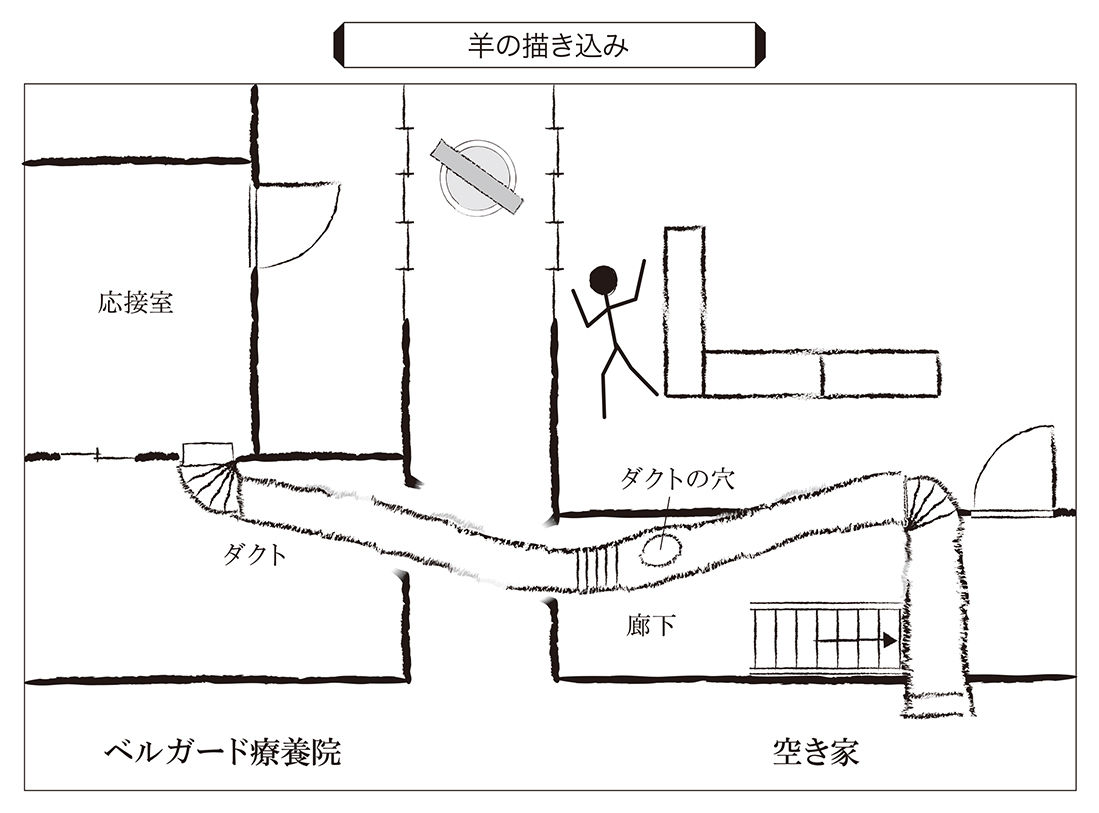 羊の描き込み
応接室
ダクトの穴
ダクト
廊下
ベルガード療養院
空き家